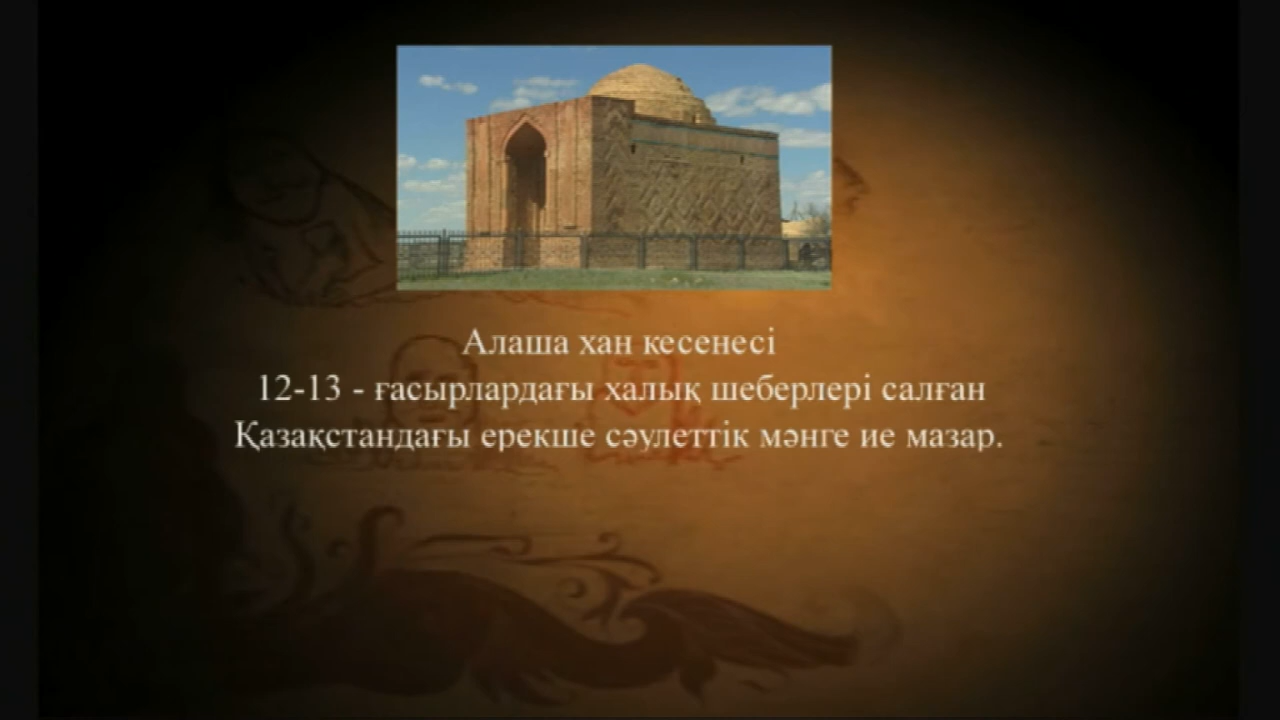 Алаша хан кесенесі
12-13 - ғасырлардағы халық шеберлері салған
Қазақстандағы ерекше сәулеттік мәнге ие мазар.